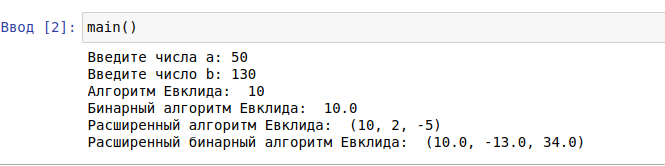 Ввод [2]: main()
Введите числа a: 50
Введите число b: 130
Алгоритм Евклида:  10
Бинарный алгоритм Евклида:  10.0
Расширенный алгоритм Евклида:  (10, 2, -5)
Расширенный бинарный алгоритм Евклида:  (10.0, -13.0, 34.0)